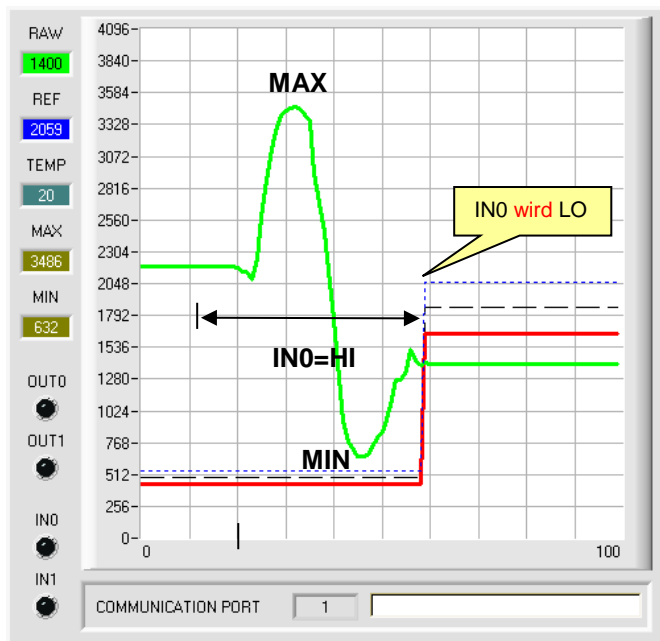 RAW
1400
REF
2059
TEMP
20
MAX
3486
MIN
632
OUT0
OUT1
IN0
IN1
4096
3840
3584
3328
3072
2816
2560
2304
2048
1792
1536
1280
1024
768
512
256
0
0
100
MAX
IN0 wird LO
IN0=HI
MIN
COMMUNICATION PORT 1